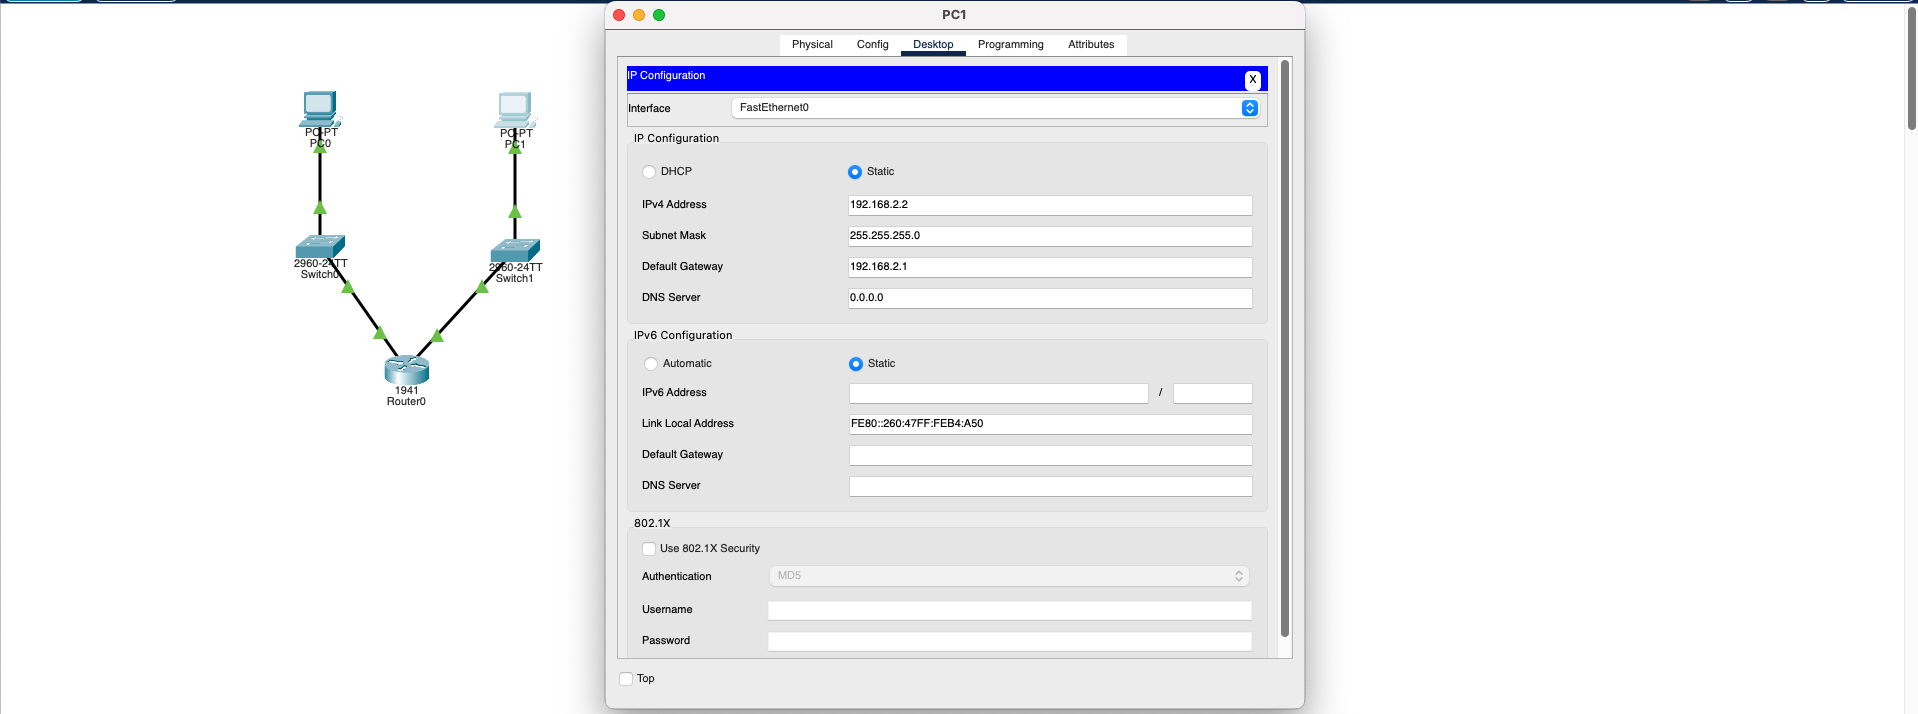 PC1
Physical Config Desktop Programming Attributes
IP Configuration X
Interface FastEthernet0
IP Configuration
DHCP Static
IPv4 Address 192.168.2.2
Subnet Mask 255.255.255.0
Default Gateway 192.168.2.1
DNS Server 0.0.0.0
IPv6 Configuration
Automatic Static
IPv6 Address /
Link Local Address FE80::260:47FF:FEB4:A50
Default Gateway
DNS Server
802.1X
Use 802.1X Security
Authentication MD5
Username
Password
Top
PC-PT
PC0
PC-PT
PC1
2960-24TT
Switch0
2960-24TT
Switch1
1941
Router0